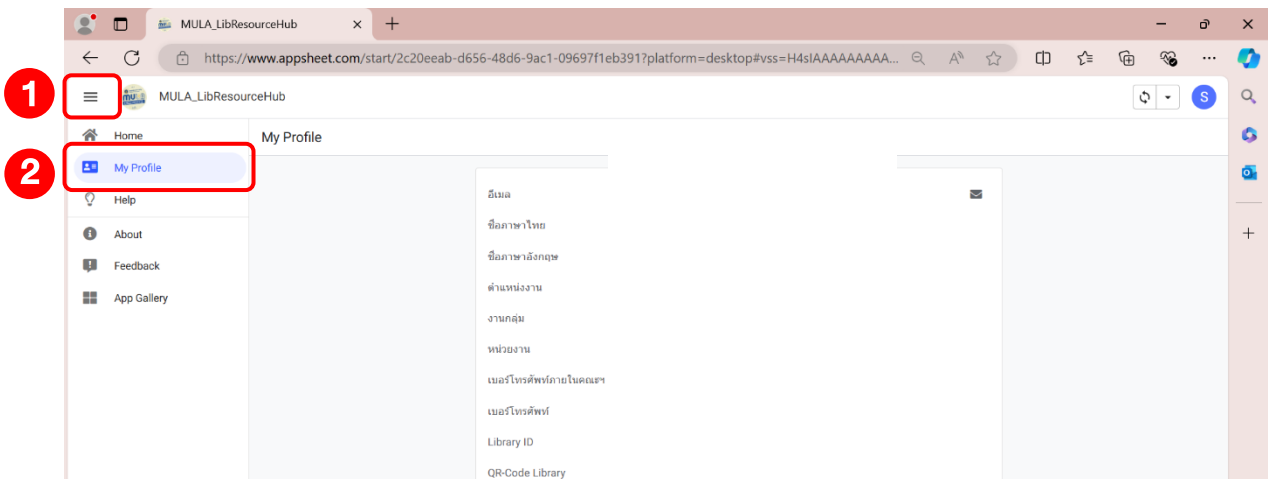 MULA_LibResourceHub
https://www.appsheet.com/start/2c20eeab-d656-48d6-9ac1-09697f1eb391?platform=desktop#vss=H4sIAAAAAAAAA...
1
MULA_LibResourceHub
S
Home
My Profile
2
My Profile
Help
About
Feedback
App Gallery
อีเมล
ชื่อภาษาไทย
ชื่อภาษาอังกฤษ
ตำแหน่งงาน
งานกลุ่ม
หน่วยงาน
เบอร์โทรศัพท์ภายในคณะฯ
เบอร์โทรศัพท์
Library ID
QR-Code Library